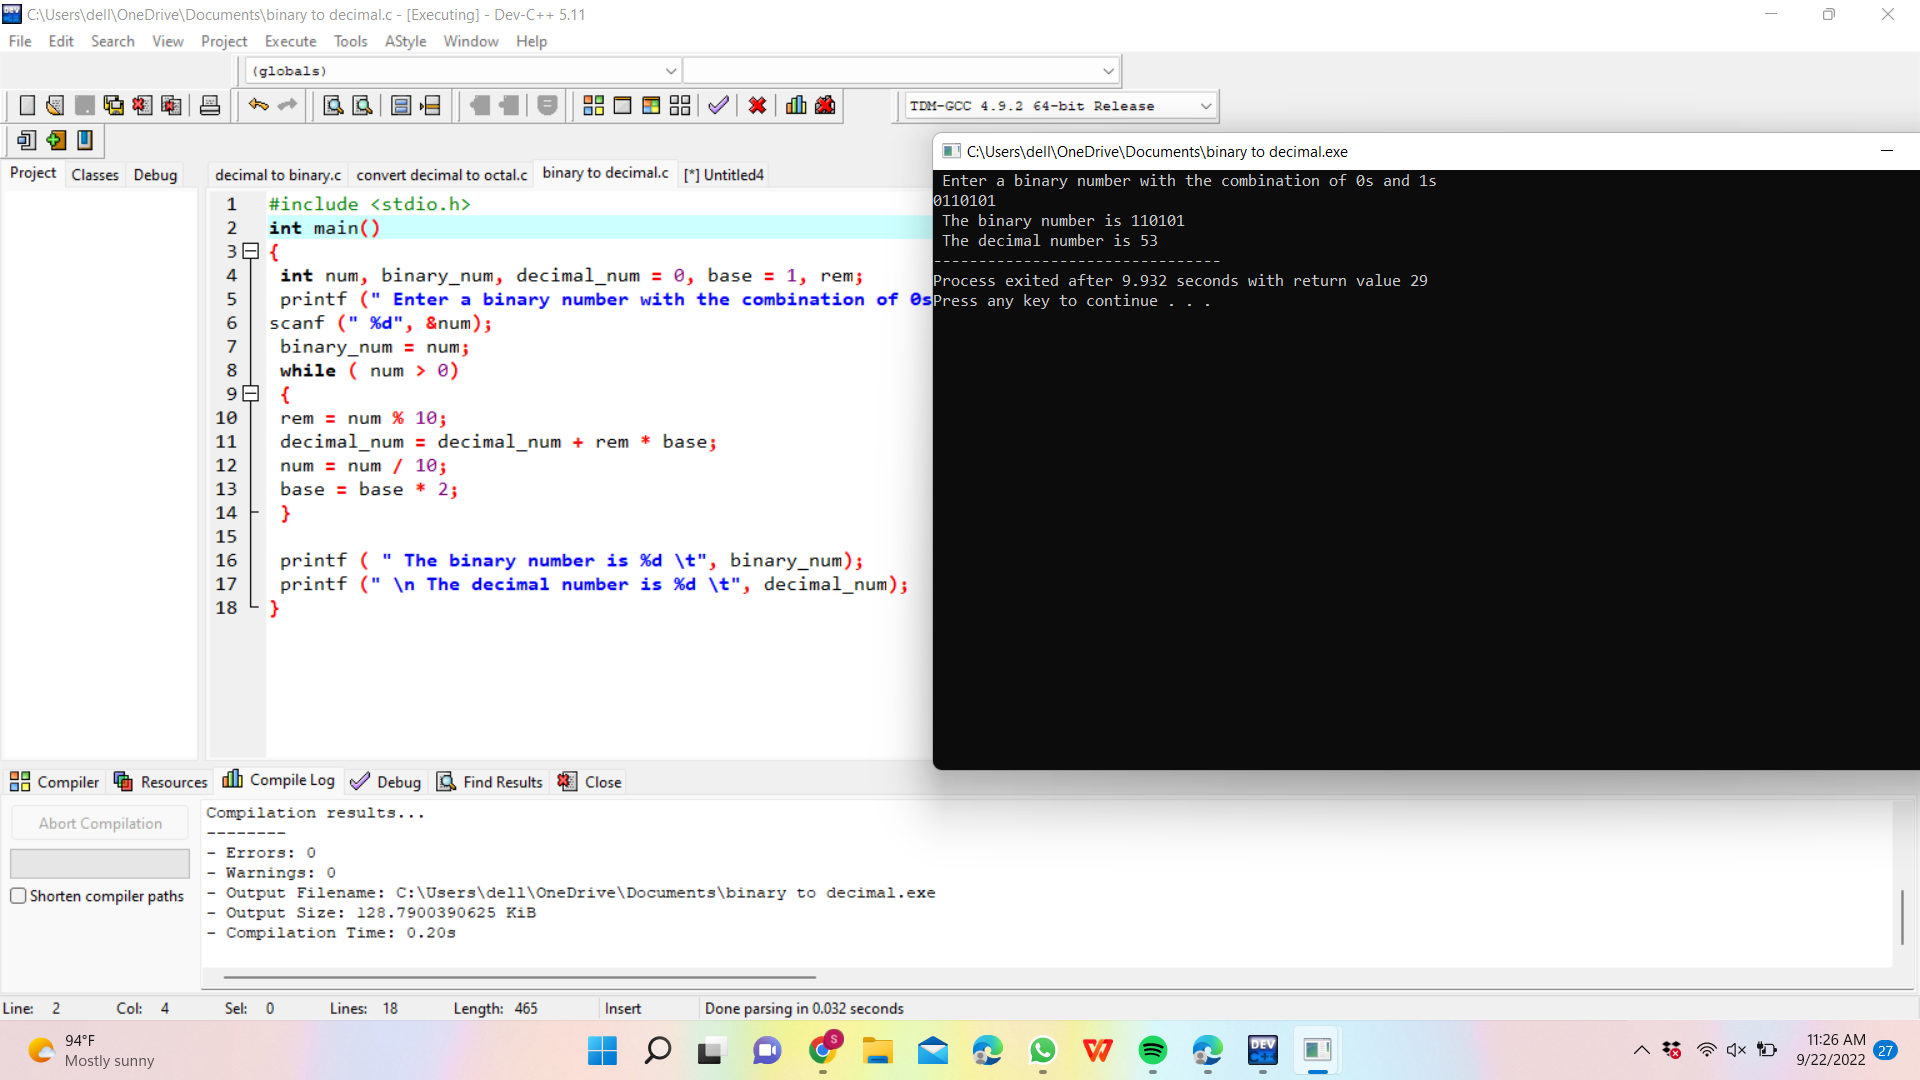 C:\Users\dell\OneDrive\Documents\binary to decimal.c - [Executing] - Dev-C++ 5.11
File Edit Search View Project Execute Tools AStyle Window Help
(globals)
TDM-GCC 4.9.2 64-bit Release
Project Classes Debug
decimal to binary.c convert decimal to octal.c binary to decimal.c [*] Untitled4
1 #include <stdio.h>
2 int main()
3 {
4 int num, binary_num, decimal_num = 0, base = 1, rem;
5 printf (" Enter a binary number with the combination of 0s
6 scanf (" %d", &num);
7 binary_num = num;
8 while ( num > 0)
9 {
10 rem = num % 10;
11 decimal_num = decimal_num + rem * base;
12 num = num / 10;
13 base = base * 2;
14 }
15
16 printf ( " The binary number is %d \t", binary_num);
17 printf (" \n The decimal number is %d \t", decimal_num);
18 }
C:\Users\dell\OneDrive\Documents\binary to decimal.exe
Enter a binary number with the combination of 0s and 1s
0110101
The binary number is 110101
The decimal number is 53
--------------------------------
Process exited after 9.932 seconds with return value 29
Press any key to continue . . .
Compiler Resources Compile Log Debug Find Results Close
Abort Compilation
Shorten compiler paths
Compilation results...
--------
- Errors: 0
- Warnings: 0
- Output Filename: C:\Users\dell\OneDrive\Documents\binary to decimal.exe
- Output Size: 128.7900390625 KiB
- Compilation Time: 0.20s
Line: 2 Col: 4 Sel: 0 Lines: 18 Length: 465 Insert Done parsing in 0.032 seconds
94°F
Mostly sunny
S
W
DEV
C++
11:26 AM
9/22/2022
27